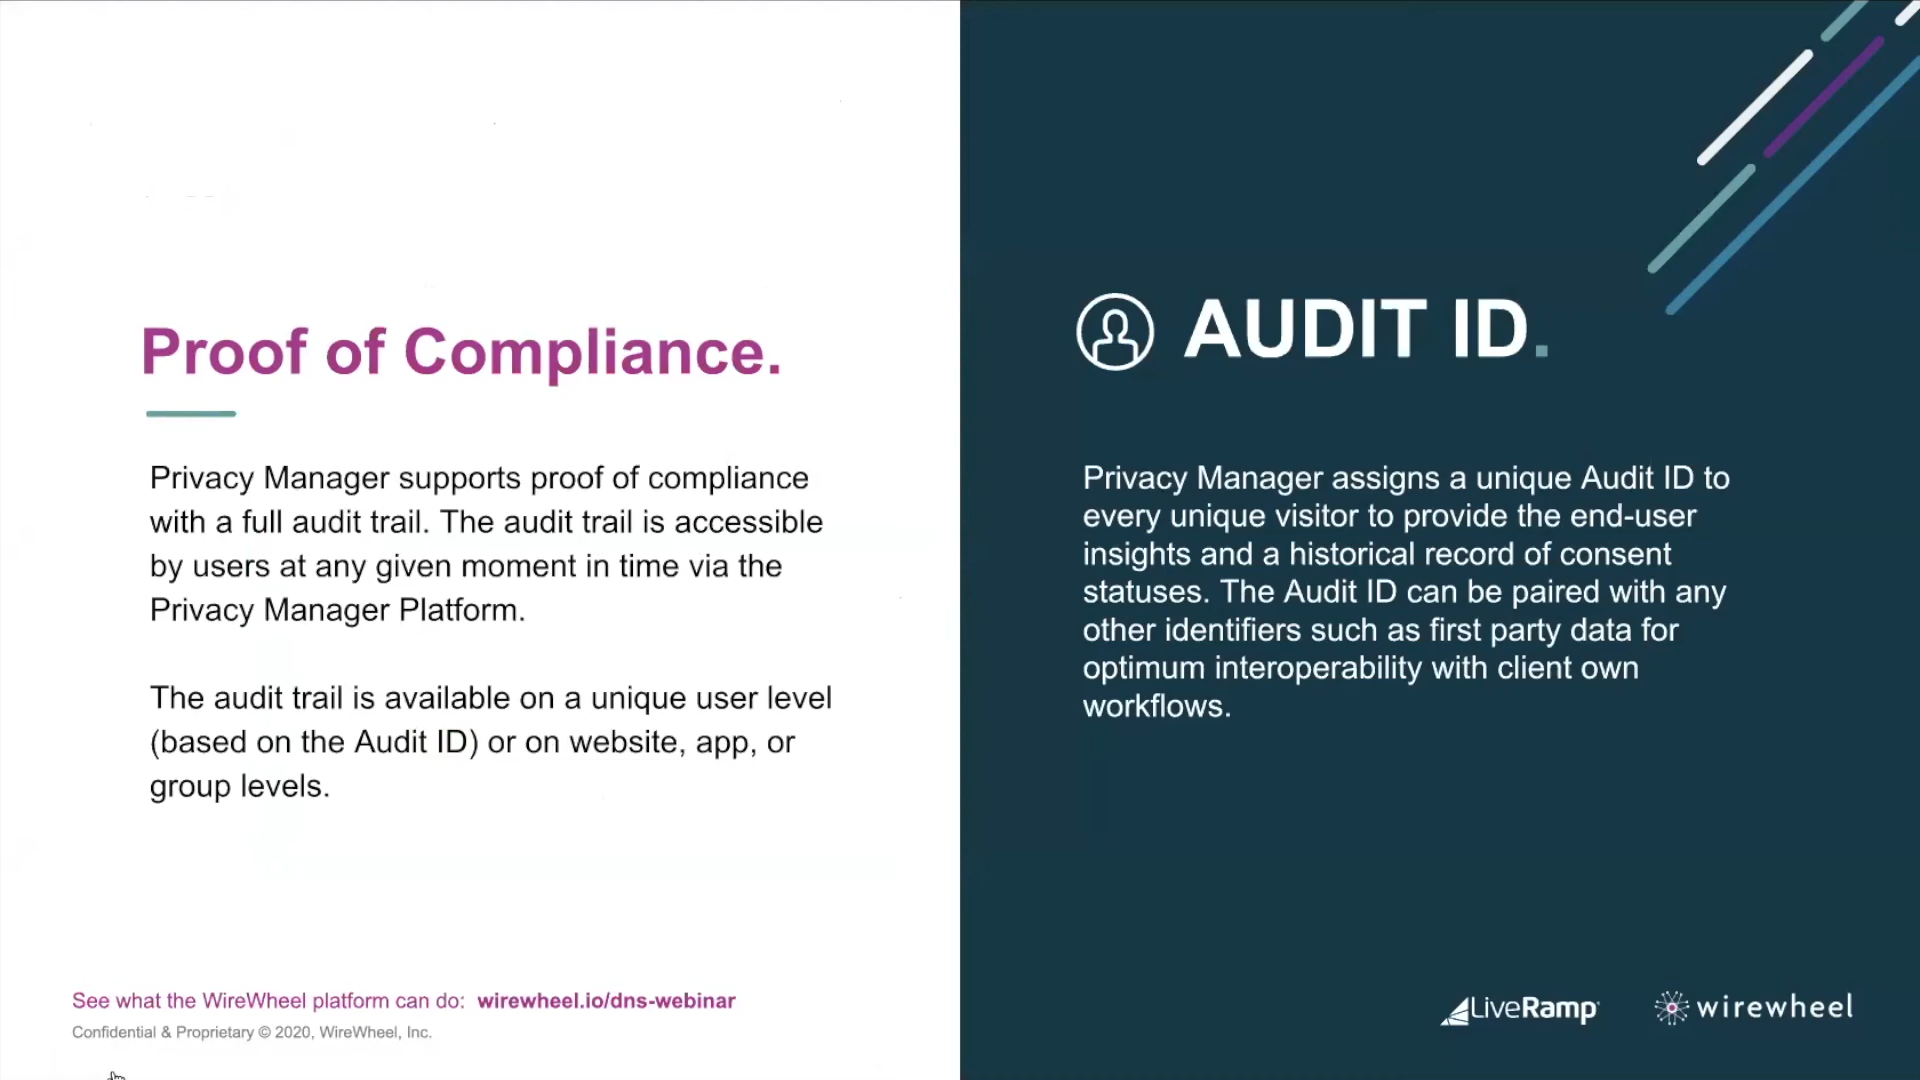 Proof of Compliance.
Privacy Manager supports proof of compliance
with a full audit trail. The audit trail is accessible
by users at any given moment in time via the
Privacy Manager Platform.
The audit trail is available on a unique user level
(based on the Audit ID) or on website, app, or
group levels.
See what the WireWheel platform can do: wirewheel.io/dns-webinar
Confidential & Proprietary © 2020, WireWheel, Inc.
AUDIT ID.
Privacy Manager assigns a unique Audit ID to
every unique visitor to provide the end-user
insights and a historical record of consent
statuses. The Audit ID can be paired with any
other identifiers such as first party data for
optimum interoperability with client own
workflows.
LiveRamp
wirewheel